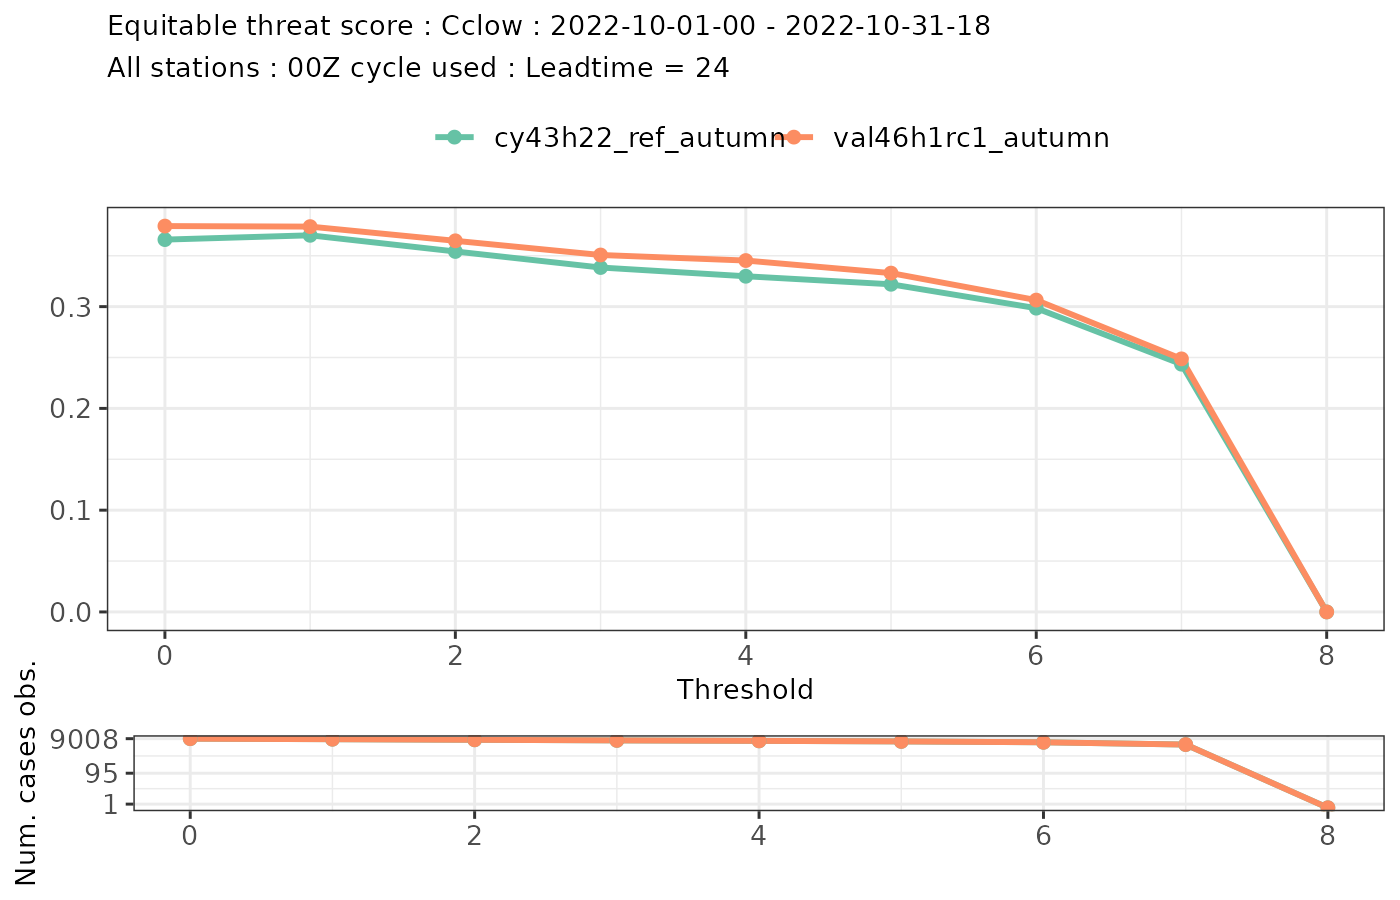 Equitable threat score : Cclow : 2022-10-01-00 - 2022-10-31-18
All stations : 00Z cycle used : Leadtime = 24
cy43h22_ref_autumn val46h1rc1_autumn
0.3
0.2
0.1
0.0
0 2 4 6 8
Threshold
Num. cases obs.
9008
95
1
0 2 4 6 8